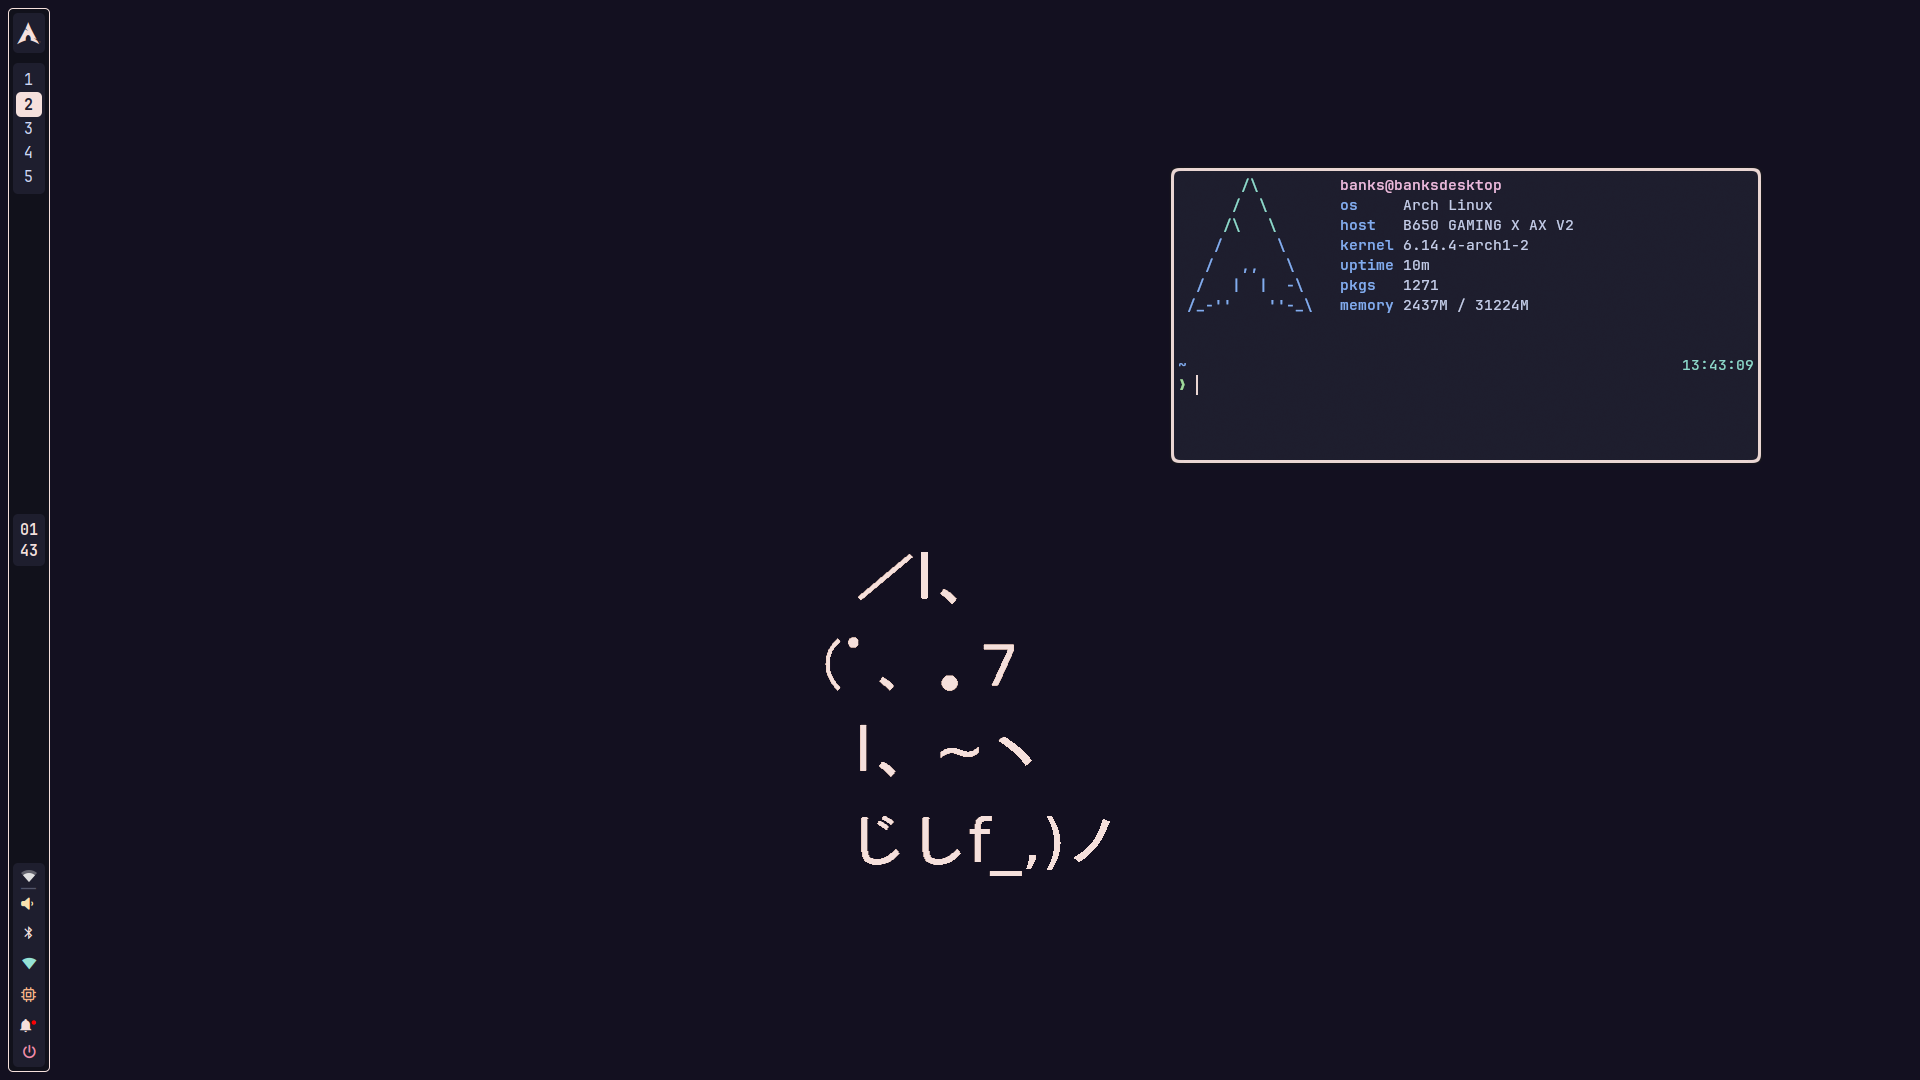 1
2
3
4
5
01
43
/\ banks@banksdesktop
/  \ os Arch Linux
/\   \ host B650 GAMING X AX V2
/      \ kernel 6.14.4-arch1-2
/   ,,   \ uptime 10m
/   |  |  -\ pkgs 1271
/_-''    ''-_\ memory 2437M / 31224M
~ 13:43:09
❯
／l、
(ﾟ､ 。7
l、 ~ヽ
じしf_,)ノ